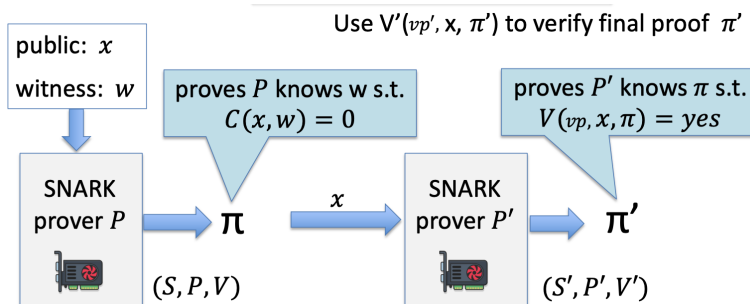 Use V'(vp', x, π') to verify final proof π'
public: x
witness: w
proves P knows w s.t.
C(x, w) = 0
proves P′ knows π s.t.
V(vp, x, π) = yes
SNARK
prover P
π
x
SNARK
prover P′
π'
(S, P, V)
(S′, P′, V′)